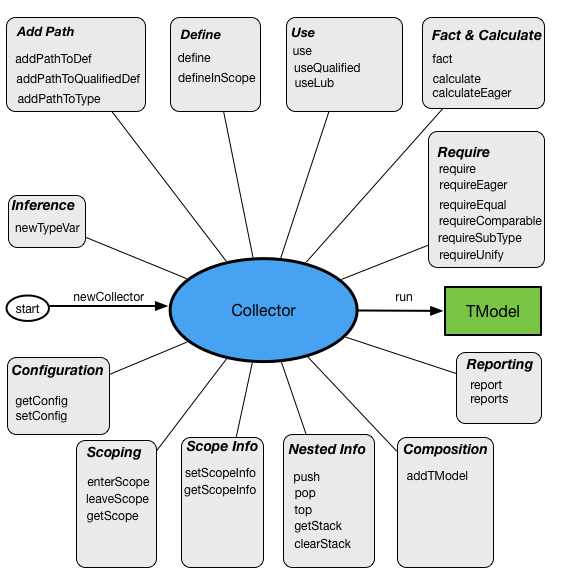 Add Path
addPathToDef
addPathToQualifiedDef
addPathToType
Define
define
defineInScope
Use
use
useQualified
useLub
Fact & Calculate
fact
calculate
calculateEager
Require
require
requireEager
requireEqual
requireComparable
requireSubType
requireUnify
Inference
newTypeVar
start
newCollector
Collector
run
TModel
Configuration
getConfig
setConfig
Reporting
report
reports
Scoping
enterScope
leaveScope
getScope
Scope Info
setScopeInfo
getScopeInfo
Nested Info
push
pop
top
getStack
clearStack
Composition
addTModel